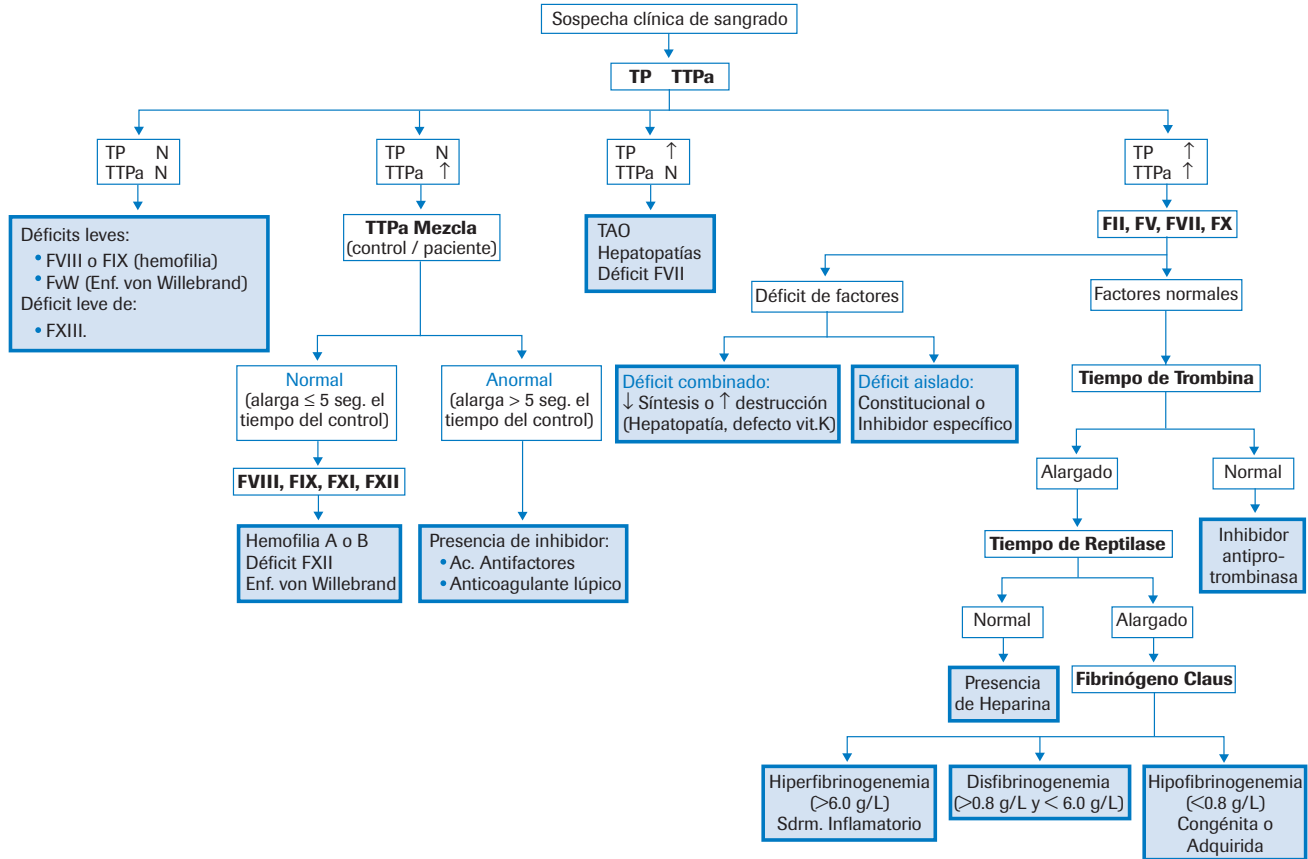 Sospecha clínica de sangrado
TP TTPa
TP N
TTPa N
TP N
TTPa ↑
TP ↑
TTPa N
TP ↑
TTPa ↑
Déficits leves:
• FVIII o FIX (hemofilia)
• FvW (Enf. von Willebrand)
Déficit leve de:
• FXIII.
TTPa Mezcla
(control / paciente)
TAO
Hepatopatías
Déficit FVII
FII, FV, FVII, FX
Déficit de factores
Factores normales
Normal
(alarga ≤ 5 seg. el
tiempo del control)
Anormal
(alarga > 5 seg. el
tiempo del control)
Déficit combinado:
↓ Síntesis o ↑ destrucción
(Hepatopatía, defecto vit.K)
Déficit aislado:
Constitucional o
Inhibidor específico
Tiempo de Trombina
FVIII, FIX, FXI, FXII
Alargado
Normal
Hemofilia A o B
Déficit FXII
Enf. von Willebrand
Presencia de inhibidor:
• Ac. Antifactores
• Anticoagulante lúpico
Tiempo de Reptilase
Inhibidor
antipro-
trombinasa
Normal
Alargado
Presencia
de Heparina
Fibrinógeno Claus
Hiperfibrinogenemia
(>6.0 g/L)
Sdrm. Inflamatorio
Disfibrinogenemia
(>0.8 g/L y < 6.0 g/L)
Hipofibrinogenemia
(<0.8 g/L)
Congénita o
Adquirida